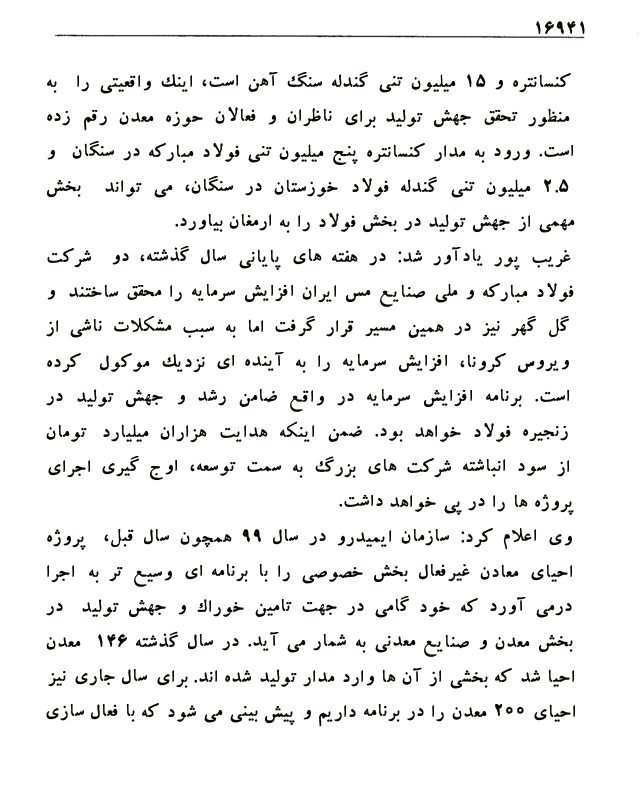 ۱۶۹۴۱
کنسانتره و ۱۵ میلیون تنی گندله سنگ آهن است، اینك واقعیتی را به
منظور تحقق جهش تولید برای ناظران و فعالان حوزه معدن رقم زده
است. ورود به مدار کنسانتره پنج میلیون تنی فولاد مبارکه در سنگان و
۲.۵ میلیون تنی گندله فولاد خوزستان در سنگان، می تواند بخش
مهمی از جهش تولید در بخش فولاد را به ارمغان بیاورد.
غریب پور یادآور شد: در هفته های پایانی سال گذشته، دو شرکت
فولاد مبارکه و ملی صنایع مس ایران افزایش سرمایه را محقق ساختند و
گل گهر نیز در همین مسیر قرار گرفت اما به سبب مشکلات ناشی از
ویروس کرونا، افزایش سرمایه را به آینده ای نزدیك موکول کرده
است. برنامه افزایش سرمایه در واقع ضامن رشد و جهش تولید در
زنجیره فولاد خواهد بود. ضمن اینکه هدایت هزاران میلیارد تومان
از سود انباشته شرکت های بزرگ به سمت توسعه، اوج گیری اجرای
پروژه ها را در پی خواهد داشت.
وی اعلام کرد: سازمان ایمیدرو در سال ۹۹ همچون سال قبل، پروژه
احیای معادن غیرفعال بخش خصوصی را با برنامه ای وسیع تر به اجرا
درمی آورد که خود گامی در جهت تامین خوراك و جهش تولید در
بخش معدن و صنایع معدنی به شمار می آید. در سال گذشته ۱۴۶ معدن
احیا شد که بخشی از آن ها وارد مدار تولید شده اند. برای سال جاری نیز
احیای ۲۰۰ معدن را در برنامه داریم و پیش بینی می شود که با فعال سازی